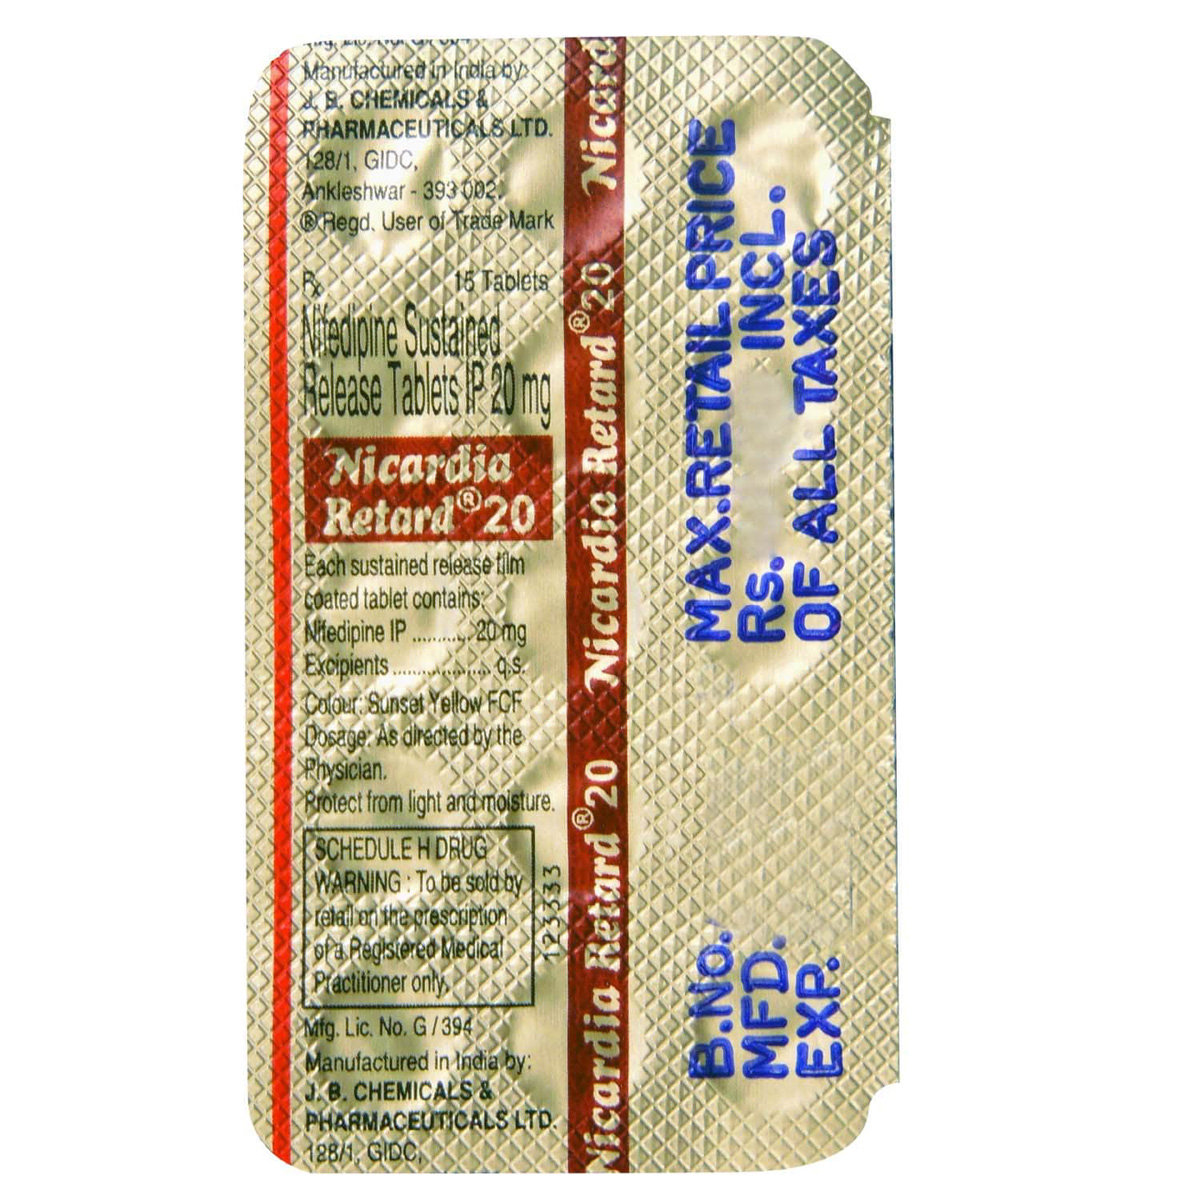 Manufactured in India by:
J. B. CHEMICALS &
PHARMACEUTICALS LTD.
128/1, GIDC,
Ankleshwar - 393 002.
® Regd. User of Trade Mark
Rx 15 Tablets
Nifedipine Sustained
Release Tablets IP 20 mg
Nicardia
Retard® 20
Each sustained release film
coated tablet contains:
Nifedipine IP .......... 20 mg
Excipients ................... q.s.
Colour: Sunset Yellow FCF
Dosage: As directed by the
Physician.
Protect from light and moisture.
SCHEDULE H DRUG
WARNING : To be sold by
retail on the prescription
of a Registered Medical
Practitioner only.
123333
Mfg. Lic. No. G / 394
Manufactured in India by:
J. B. CHEMICALS &
PHARMACEUTICALS LTD.
128/1, GIDC,
Nicardia Retard® 20 Nicardia Retard® 20 Nicard
MAX.RETAIL PRICE
Rs. INCL.
OF ALL TAXES
B.No.
MFD.
EXP.